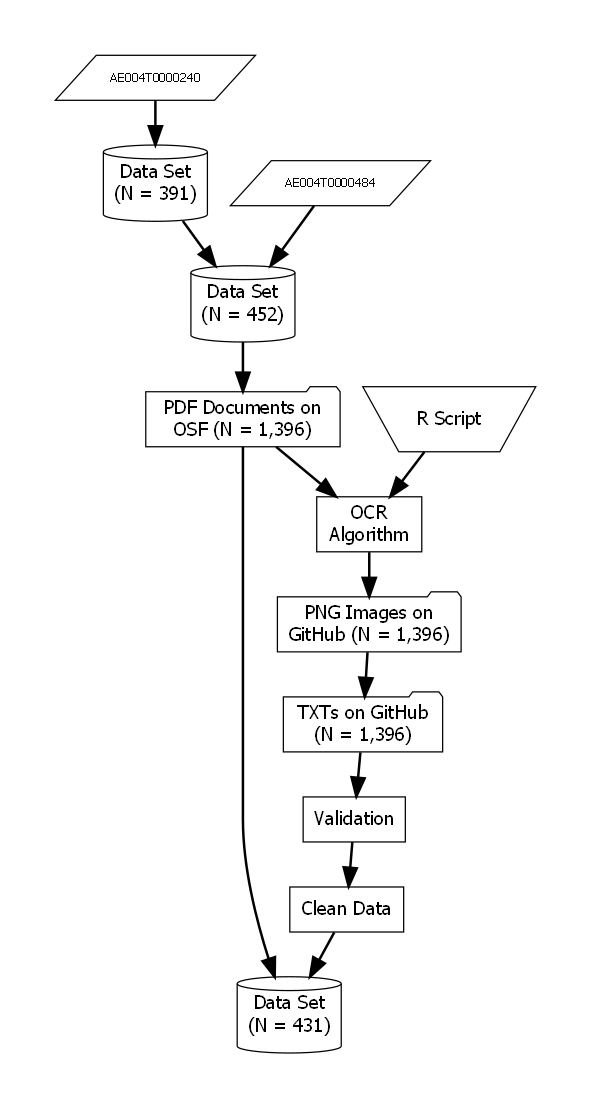 AE004T0000240
Data Set
(N = 391)
AE004T0000484
Data Set
(N = 452)
PDF Documents on
OSF (N = 1,396)
R Script
OCR
Algorithm
PNG Images on
GitHub (N = 1,396)
TXTs on GitHub
(N = 1,396)
Validation
Clean Data
Data Set
(N = 431)